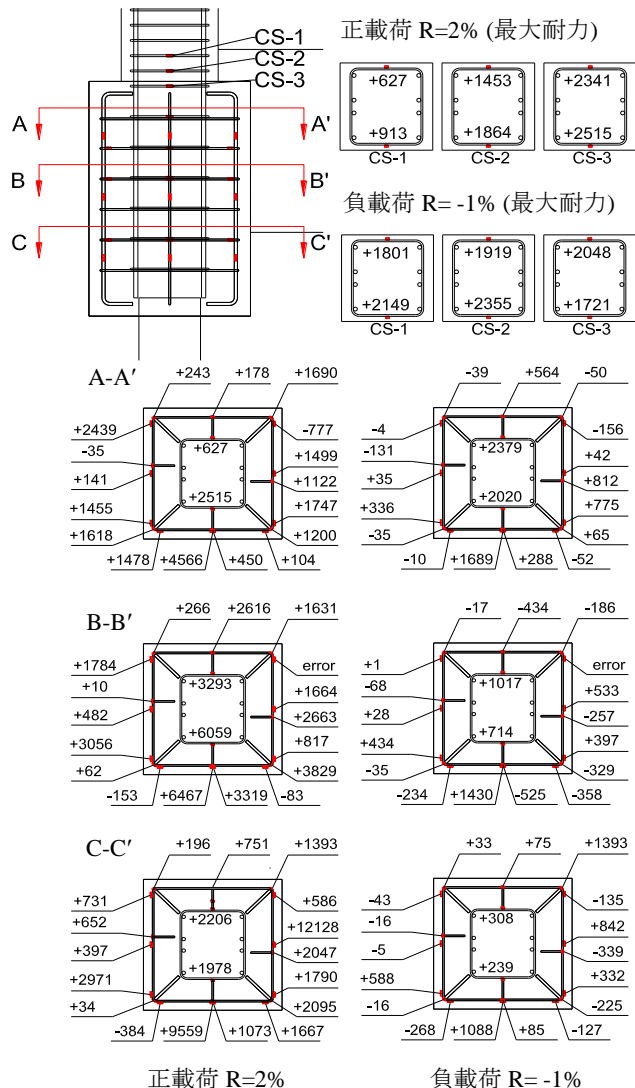 CS-1
CS-2
CS-3
A A'
B B'
C C'
正載荷 R=2% (最大耐力)
+627 +1453 +2341
+913 +1864 +2515
CS-1 CS-2 CS-3
負載荷 R= -1% (最大耐力)
+1801 +1919 +2048
+2149 +2355 +1721
CS-1 CS-2 CS-3
A-A′
+243 +178 +1690
+2439 -777
-35 +627 +1499
+141 +2515 +1122
+1455 +1747
+1618 +1200
+1478 +4566 +450 +104
-39 +564 -50
-4 -156
-131 +2379 +42
+35 +2020 +812
+336 +775
-35 +65
-10 +1689 +288 -52
B-B′
+266 +2616 +1631
+1784 error
+10 +3293 +1664
+482 +6059 +2663
+3056 +817
+62 +3829
-153 +6467 +3319 -83
-17 -434 -186
+1 error
-68 +1017 +533
+28 +714 -257
+434 +397
-35 -329
-234 +1430 -525 -358
C-C′
+196 +751 +1393
+731 +586
+652 +2206 +12128
+397 +1978 +2047
+2971 +1790
+34 +2095
-384 +9559 +1073 +1667
+33 +75 +1393
-43 -135
-16 +308 +842
-5 +239 -339
+588 +332
-16 -225
-268 +1088 +85 -127
正載荷 R=2%
負載荷 R= -1%